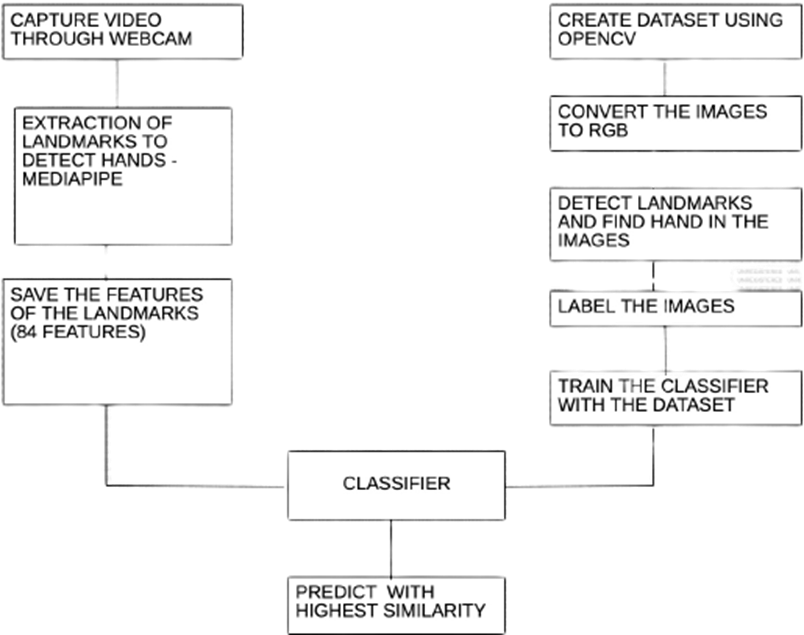 CAPTURE VIDEO
THROUGH WEBCAM
EXTRACTION OF
LANDMARKS TO
DETECT HANDS -
MEDIAPIPE
SAVE THE FEATURES
OF THE LANDMARKS
(84 FEATURES)
CREATE DATASET USING
OPENCV
CONVERT THE IMAGES
TO RGB
DETECT LANDMARKS
AND FIND HAND IN THE
IMAGES
LABEL THE IMAGES
TRAIN THE CLASSIFIER
WITH THE DATASET
CLASSIFIER
PREDICT WITH
HIGHEST SIMILARITY